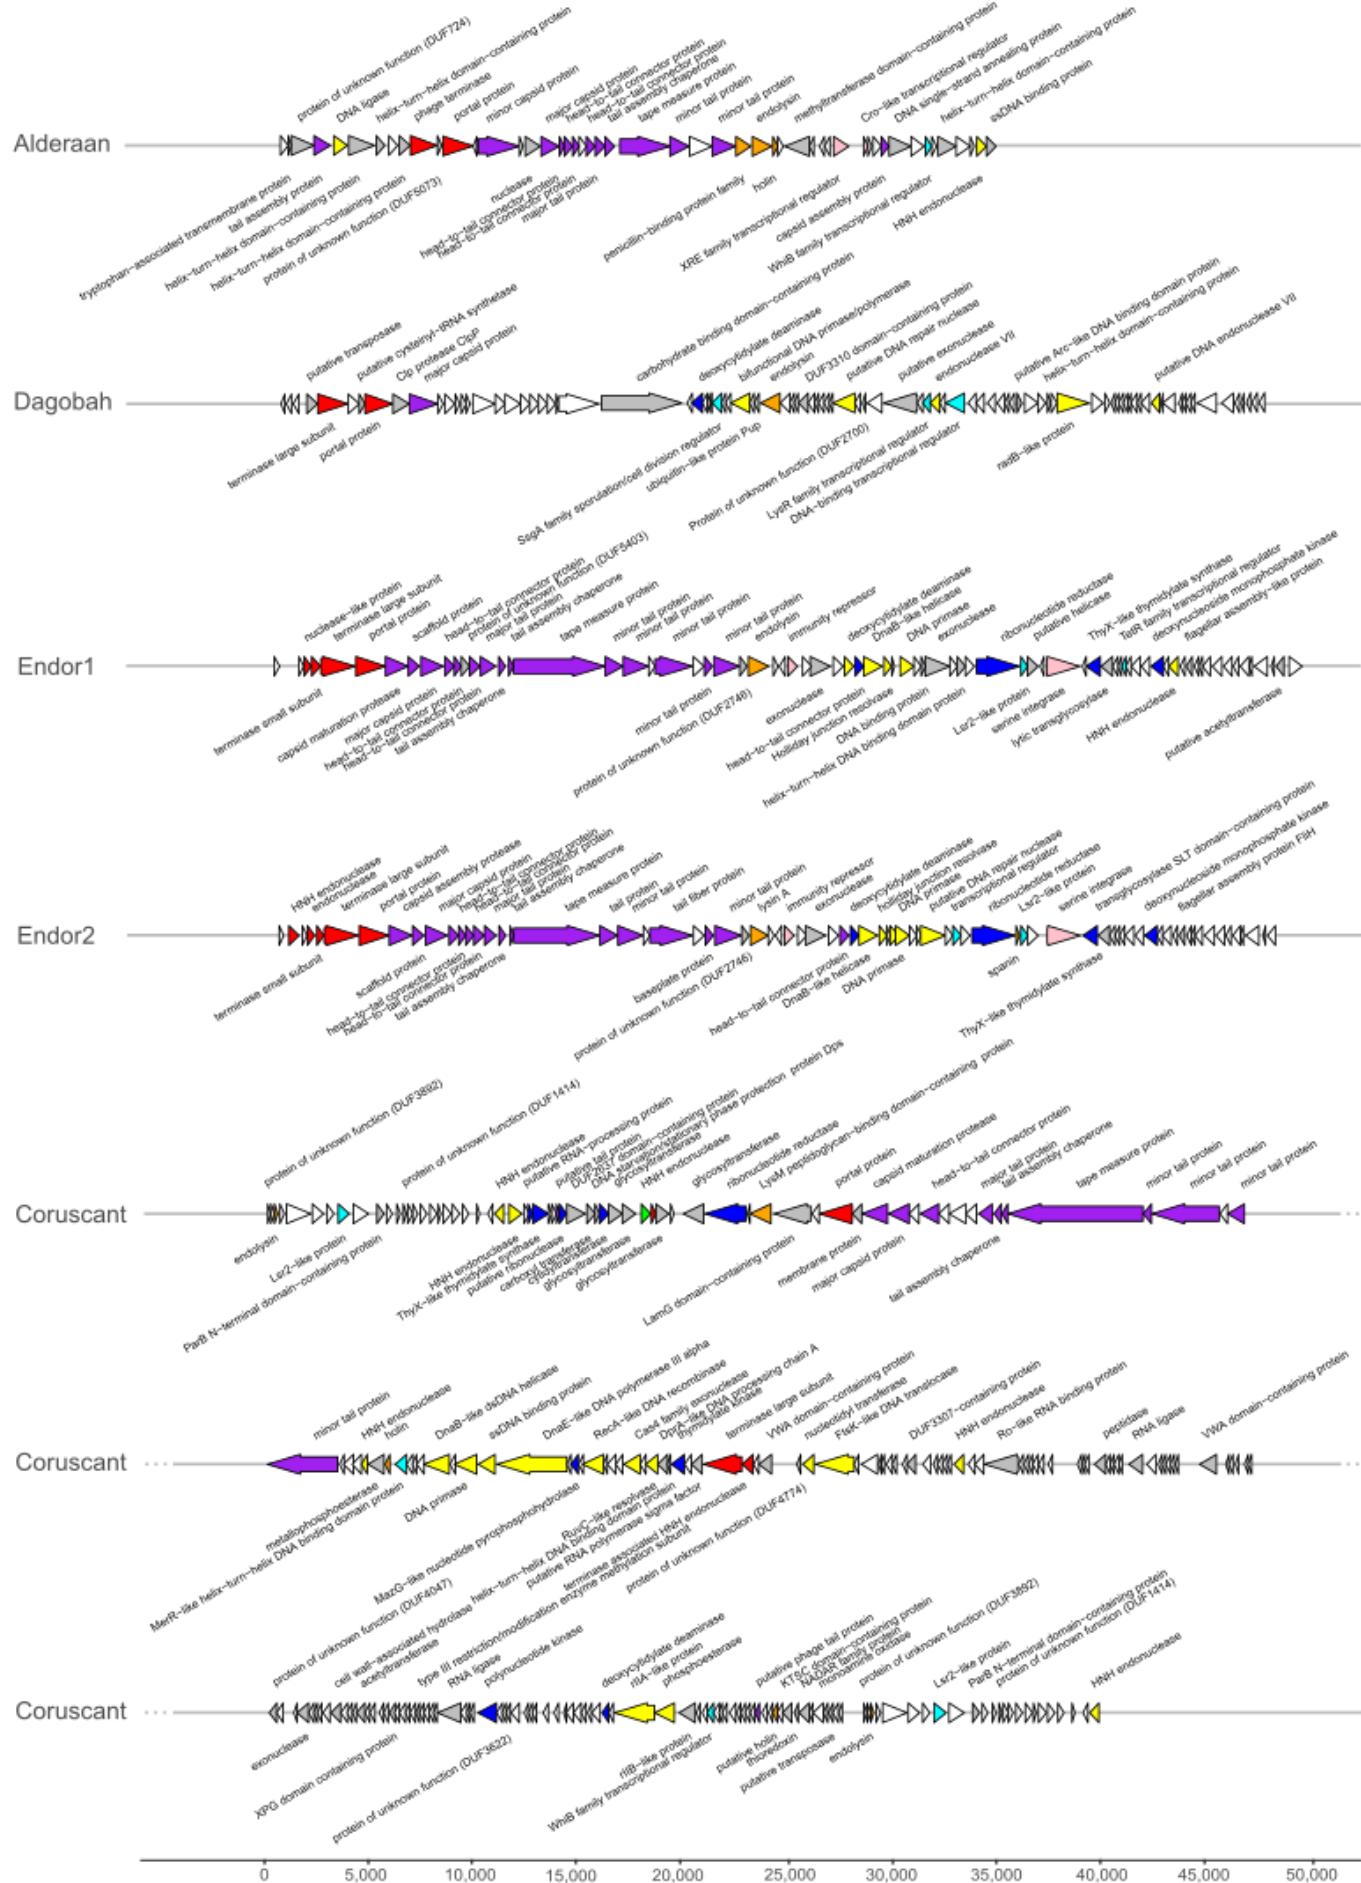 protein of unknown function (DUF724)
DNA ligase
helix-turn-helix domain-containing protein
phage terminase
portal protein
minor capsid protein
major capsid protein
head-to-tail connector protein
head-to-tail connector protein
tail assembly chaperone
tape measure protein
minor tail protein
minor tail protein
endolysin
methyltransferase domain-containing protein
Cro-like transcriptional regulator
DNA single-strand annealing protein
helix-turn-helix domain-containing protein
ssDNA binding protein
Alderaan
tryptophan-associated transmembrane protein
tail assembly protein
helix-turn-helix domain-containing protein
helix-turn-helix domain-containing protein
protein of unknown function (DUF5073)
nuclease
head-to-tail connector protein
head-to-tail connector protein
major tail protein
penicillin-binding protein family
holin
XRE family transcriptional regulator
capsid assembly protein
WhiB family transcriptional regulator
HNH endonuclease
putative transposase
putative cysteinyl-tRNA synthetase
Clp protease ClpP
major capsid protein
carbohydrate binding domain-containing protein
deoxycytidylate deaminase
bifunctional DNA primase/polymerase
endolysin
DUF3310 domain-containing protein
putative DNA repair nuclease
putative exonuclease
endonuclease VII
putative Arc-like DNA binding domain protein
helix-turn-helix domain-containing protein
putative DNA endonuclease VII
Dagobah
terminase large subunit
portal protein
SsgA family sporulation/cell division regulator
ubiquitin-like protein Pup
Protein of unknown function (DUF2700)
LysR family transcriptional regulator
DNA-binding transcriptional regulator
radB-like protein
nuclease-like protein
terminase large subunit
portal protein
scaffold protein
head-to-tail connector protein
protein of unknown function (DUF5403)
major tail protein
tail assembly chaperone
tape measure protein
minor tail protein
minor tail protein
minor tail protein
minor tail protein
endolysin
immunity repressor
deoxycytidylate deaminase
DnaB-like helicase
DNA primase
exonuclease
ribonucleotide reductase
putative helicase
ThyX-like thymidylate synthase
TetR family transcriptional regulator
deoxynucleoside monophosphate kinase
flagellar assembly-like protein
Endor1
terminase small subunit
capsid maturation protease
major capsid protein
head-to-tail connector protein
head-to-tail connector protein
tail assembly chaperone
minor tail protein
protein of unknown function (DUF2746)
exonuclease
head-to-tail connector protein
Holliday junction resolvase
DNA binding protein
helix-turn-helix DNA binding domain protein
Lsr2-like protein
serine integrase
lytic transglycosylase
HNH endonuclease
putative acetyltransferase
HNH endonuclease
endonuclease
terminase large subunit
portal protein
capsid assembly protease
major capsid protein
head-to-tail connector protein
head-to-tail connector protein
major tail protein
tail assembly chaperone
tape measure protein
tail protein
minor tail protein
tail fiber protein
minor tail protein
lysin A
immunity repressor
exonuclease
deoxycytidylate deaminase
holliday junction resolvase
DNA primase
putative DNA repair nuclease
transcriptional regulator
ribonucleotide reductase
Lsr2-like protein
serine integrase
transglycosylase SLT domain-containing protein
deoxynucleoside monophosphate kinase
flagellar assembly protein FliH
Endor2
terminase small subunit
scaffold protein
head-to-tail connector protein
head-to-tail connector protein
tail assembly chaperone
baseplate protein
protein of unknown function (DUF2746)
head-to-tail connector protein
DnaB-like helicase
DNA primase
spanin
ThyX-like thymidylate synthase
protein of unknown function (DUF3892)
protein of unknown function (DUF1414)
HNH endonuclease
putative RNA-processing protein
putative tail protein
DUF2037 domain-containing protein
DNA starvation/stationary phase protection protein Dps
glycosyltransferase
HNH endonuclease
glycosyltransferase
ribonucleotide reductase
LysM peptidoglycan-binding domain-containing protein
portal protein
capsid maturation protease
head-to-tail connector protein
major tail protein
tail assembly chaperone
tape measure protein
minor tail protein
minor tail protein
minor tail protein
Coruscant
endolysin
Lsr2-like protein
ParB N-terminal domain-containing protein
HNH endonuclease
ThyX-like thymidylate synthase
putative ribonuclease
carboxyl transferase
cytosyltransferase
glycosyltransferase
glycosyltransferase
LamG domain-containing protein
membrane protein
major capsid protein
tail assembly chaperone
minor tail protein
HNH endonuclease
holin
DnaB-like dsDNA helicase
ssDNA binding protein
DnaE-like DNA polymerase III alpha
RecA-like DNA recombinase
Cas4 family exonuclease
DprA-like DNA processing chain A
thymidylate kinase
terminase large subunit
VWA domain-containing protein
nucleotidyl transferase
FtsK-like DNA translocase
DUF3307-containing protein
HNH endonuclease
Ro-like RNA binding protein
peptidase
RNA ligase
VWA domain-containing protein
Coruscant
metallophosphoesterase
MerR-like helix-turn-helix DNA binding domain protein
DNA primase
MazG-like nucleotide pyrophosphohydrolase
RuvC-like resolvase
helix-turn-helix DNA binding domain protein
putative RNA polymerase sigma factor
terminase associated HNH endonuclease
protein of unknown function (DUF4774)
protein of unknown function (DUF4047)
cell wall-associated hydrolase
acetyltransferase
type III restriction/modification enzyme methylation subunit
RNA ligase
polynucleotide kinase
deoxycytidylate deaminase
rIIA-like protein
phosphoesterase
putative phage tail protein
KTSC domain-containing protein
NADAR family protein
monoamine oxidase
protein of unknown function (DUF3892)
Lsr2-like protein
ParB N-terminal domain-containing protein
protein of unknown function (DUF1414)
HNH endonuclease
Coruscant
exonuclease
XPG domain containing protein
protein of unknown function (DUF3622)
rIIB-like protein
WhiB family transcriptional regulator
putative holin
thioredoxin
putative transposase
endolysin
0 5,000 10,000 15,000 20,000 25,000 30,000 35,000 40,000 45,000 50,000